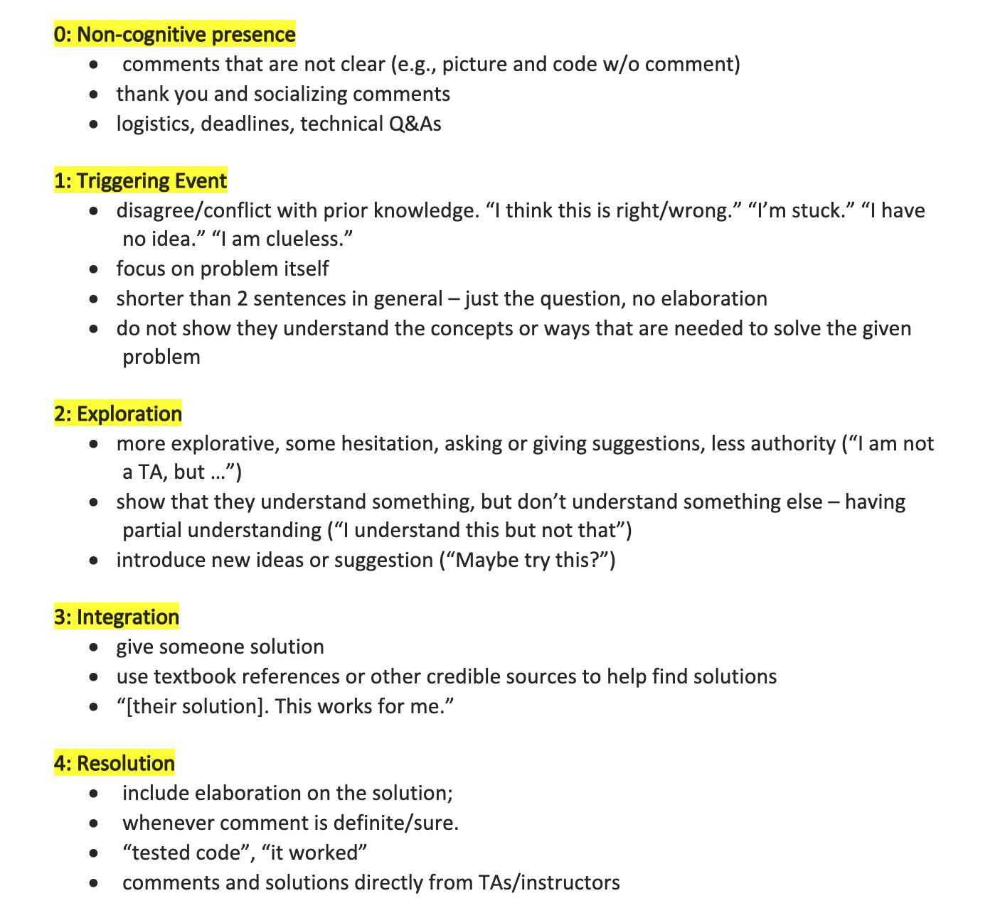 0: Non-cognitive presence
• comments that are not clear (e.g., picture and code w/o comment)
• thank you and socializing comments
• logistics, deadlines, technical Q&As
1: Triggering Event
• disagree/conflict with prior knowledge. “I think this is right/wrong.” “I’m stuck.” “I have
no idea.” “I am clueless.”
• focus on problem itself
• shorter than 2 sentences in general – just the question, no elaboration
• do not show they understand the concepts or ways that are needed to solve the given
problem
2: Exploration
• more explorative, some hesitation, asking or giving suggestions, less authority (“I am not
a TA, but ...”)
• show that they understand something, but don’t understand something else – having
partial understanding (“I understand this but not that”)
• introduce new ideas or suggestion (“Maybe try this?”)
3: Integration
• give someone solution
• use textbook references or other credible sources to help find solutions
• “[their solution]. This works for me.”
4: Resolution
• include elaboration on the solution;
• whenever comment is definite/sure.
• “tested code”, “it worked”
• comments and solutions directly from TAs/instructors